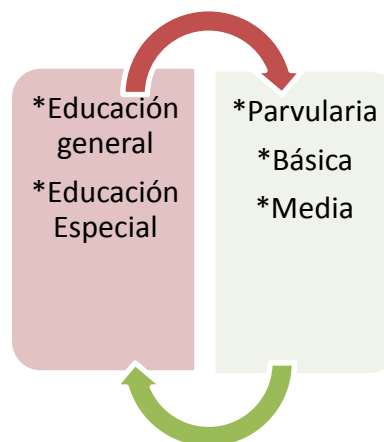 *Educación
general
*Educación
Especial
*Parvularia
*Básica
*Media